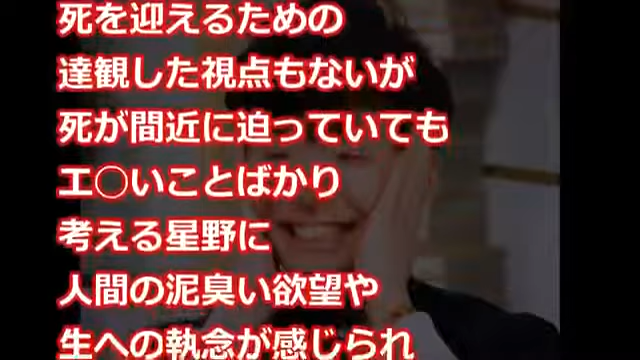 死を迎えるための
達観した視点もないが
死が間近に迫っていても
エ○いことばかり
考える星野に
人間の泥臭い欲望や
生への執念が感じられ